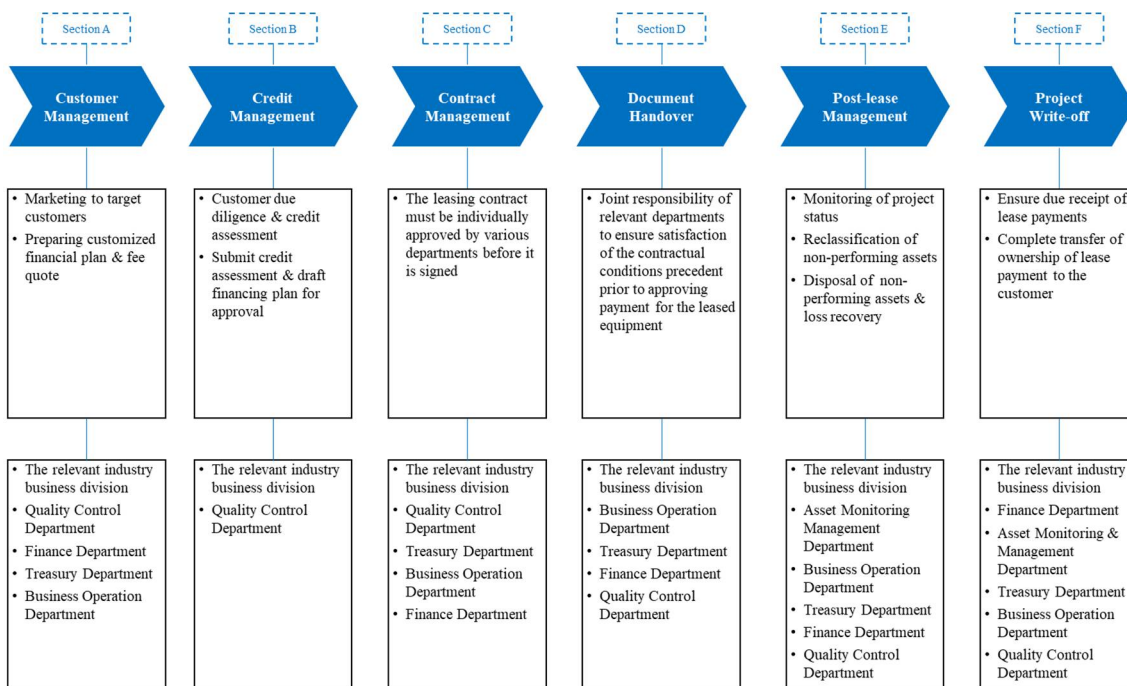 Section A
Section B
Section C
Section D
Section E
Section F
Customer
Management
Credit
Management
Contract
Management
Document
Handover
Post-lease
Management
Project
Write-off
• Marketing to target
customers
• Preparing customized
financial plan & fee
quote
• Customer due
diligence & credit
assessment
• Submit credit
assessment & draft
financing plan for
approval
• The leasing contract
must be individually
approved by various
departments before it
is signed
• Joint responsibility of
relevant departments
to ensure satisfaction
of the contractual
conditions precedent
prior to approving
payment for the leased
equipment
• Monitoring of project
status
• Reclassification of
non-performing assets
• Disposal of non-
performing assets &
loss recovery
• Ensure due receipt of
lease payments
• Complete transfer of
ownership of lease
payment to the
customer
• The relevant industry
business division
• Quality Control
Department
• Finance Department
• Treasury Department
• Business Operation
Department
• The relevant industry
business division
• Quality Control
Department
• The relevant industry
business division
• Quality Control
Department
• Treasury Department
• Business Operation
Department
• Finance Department
• The relevant industry
business division
• Business Operation
Department
• Treasury Department
• Finance Department
• Quality Control
Department
• The relevant industry
business division
• Asset Monitoring
Management
Department
• Business Operation
Department
• Treasury Department
• Finance Department
• Quality Control
Department
• The relevant industry
business division
• Finance Department
• Asset Monitoring &
Management
Department
• Treasury Department
• Business Operation
Department
• Quality Control
Department